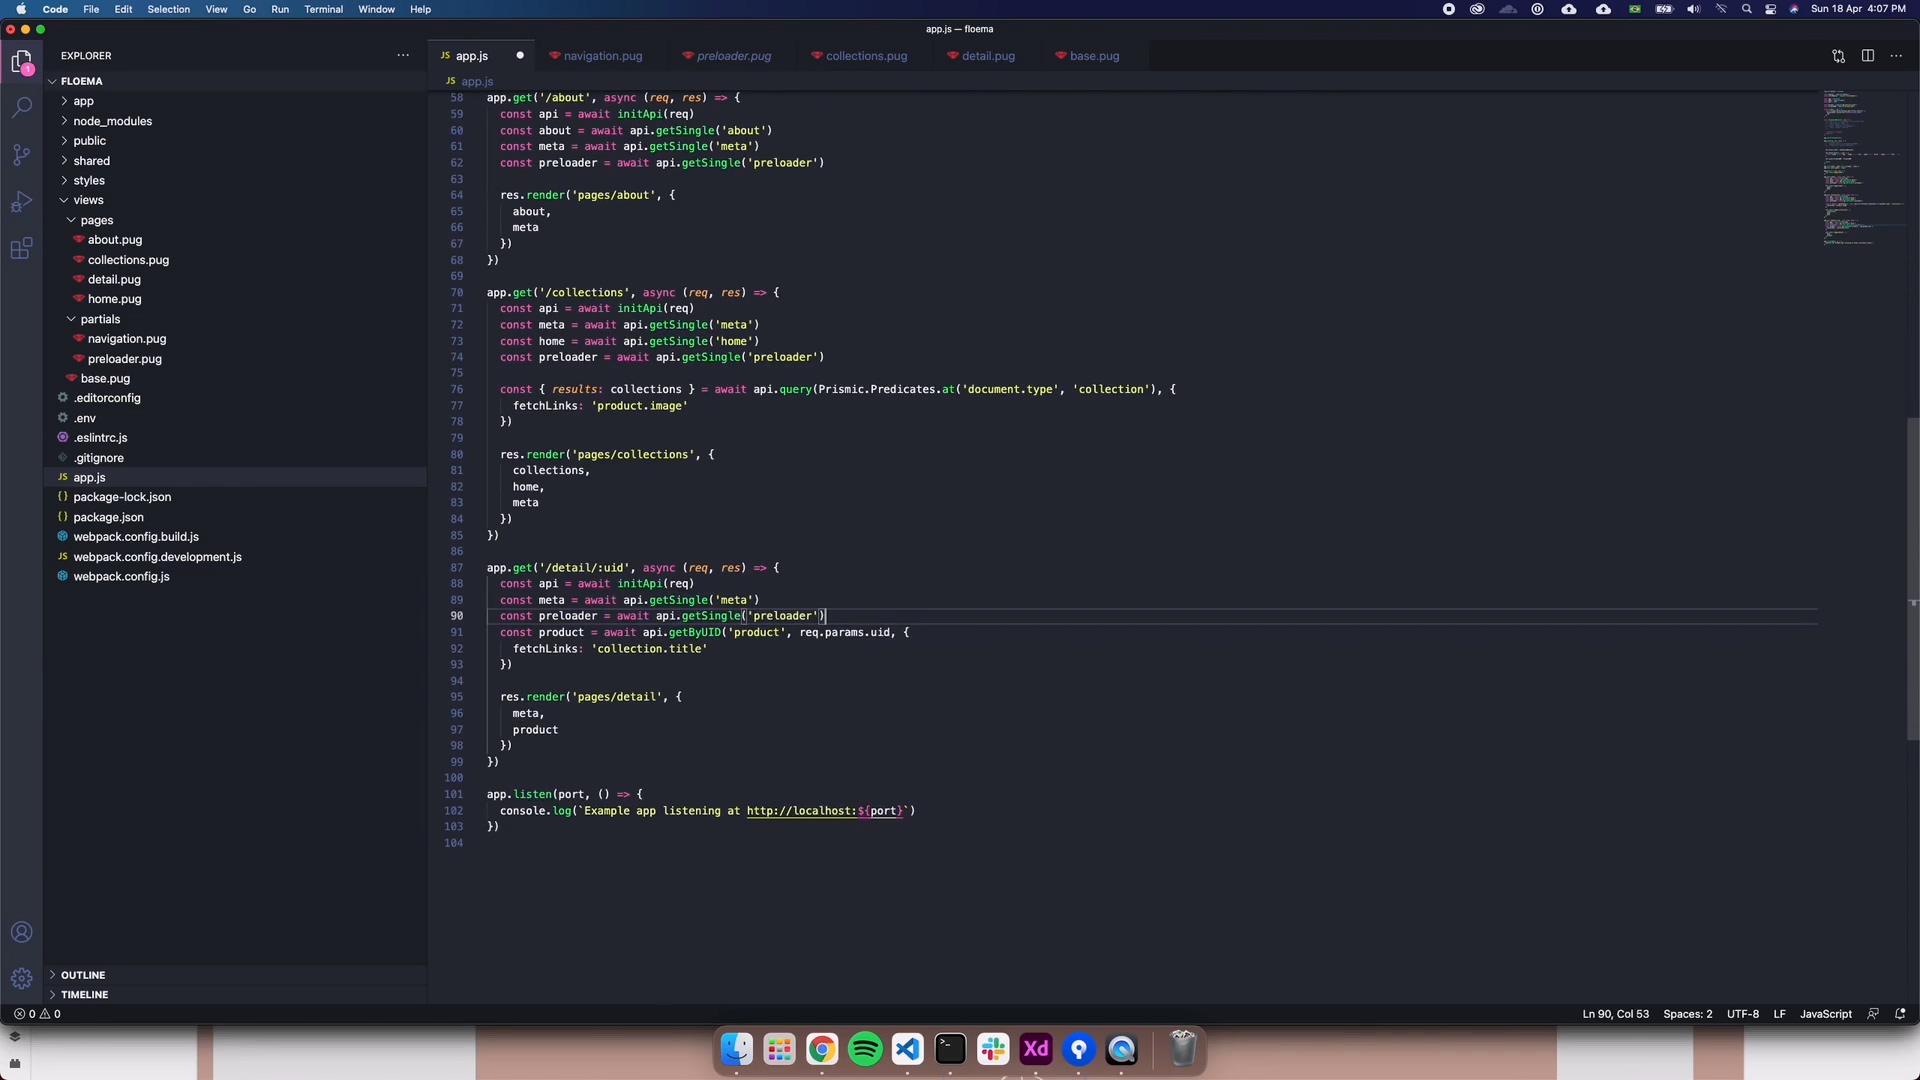 Code File Edit Selection View Go Run Terminal Window Help Sun 18 Apr 4:07 PM
app.js — floema
EXPLORER
FLOEMA
app
node_modules
public
shared
styles
views
pages
about.pug
collections.pug
detail.pug
home.pug
partials
navigation.pug
preloader.pug
base.pug
.editorconfig
.env
.eslintrc.js
.gitignore
JS app.js
{} package-lock.json
{} package.json
webpack.config.build.js
JS webpack.config.development.js
webpack.config.js
OUTLINE
TIMELINE
1
JS app.js navigation.pug preloader.pug collections.pug detail.pug base.pug
JS app.js
58 app.get('/about', async (req, res) => {
59 const api = await initApi(req)
60 const about = await api.getSingle('about')
61 const meta = await api.getSingle('meta')
62 const preloader = await api.getSingle('preloader')
63
64 res.render('pages/about', {
65 about,
66 meta
67 })
68 })
69
70 app.get('/collections', async (req, res) => {
71 const api = await initApi(req)
72 const meta = await api.getSingle('meta')
73 const home = await api.getSingle('home')
74 const preloader = await api.getSingle('preloader')
75
76 const { results: collections } = await api.query(Prismic.Predicates.at('document.type', 'collection'), {
77 fetchLinks: 'product.image'
78 })
79
80 res.render('pages/collections', {
81 collections,
82 home,
83 meta
84 })
85 })
86
87 app.get('/detail/:uid', async (req, res) => {
88 const api = await initApi(req)
89 const meta = await api.getSingle('meta')
90 const preloader = await api.getSingle('preloader')
91 const product = await api.getByUID('product', req.params.uid, {
92 fetchLinks: 'collection.title'
93 })
94
95 res.render('pages/detail', {
96 meta,
97 product
98 })
99 })
100
101 app.listen(port, () => {
102 console.log(`Example app listening at http://localhost:${port}`)
103 })
104
0 0 Ln 90, Col 53 Spaces: 2 UTF-8 LF JavaScript
Xd